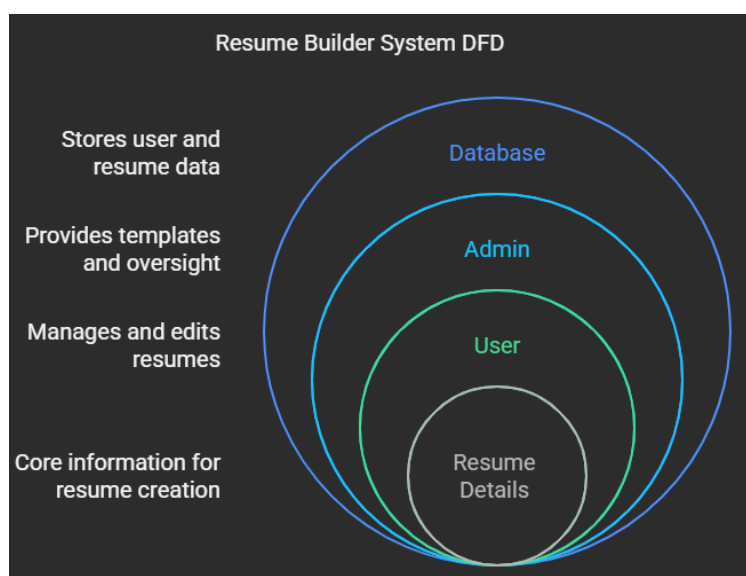 Resume Builder System DFD
Stores user and
resume data
Database
Provides templates
and oversight
Admin
Manages and edits
resumes
User
Core information for
resume creation
Resume
Details